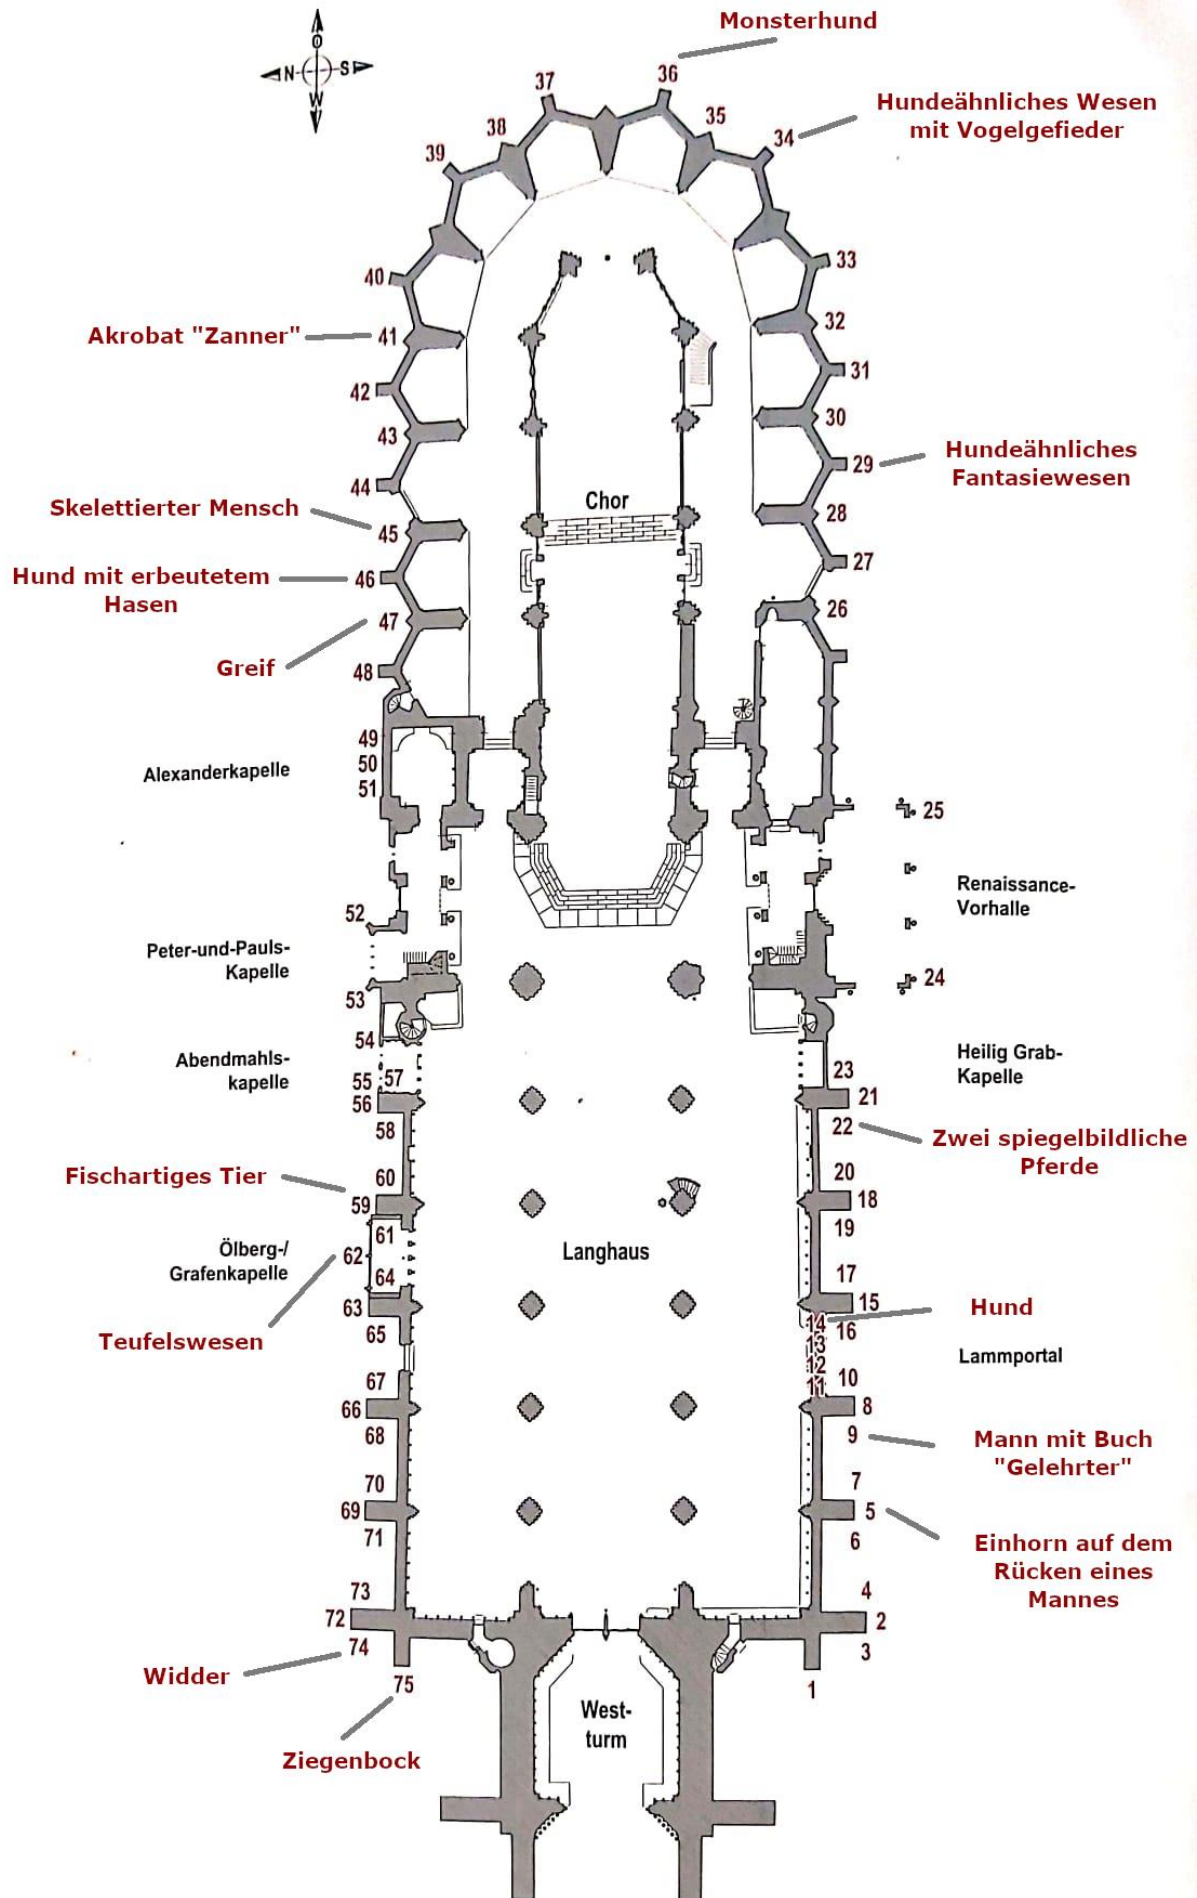 Monsterhund
O
N S
W
37
36
38
35
34
Hundeähnliches Wesen
mit Vogelgefieder
39
40
33
Akrobat "Zanner"
41
32
42
31
43
30
44
29
Hundeähnliches
Fantasiewesen
Chor
Skelettierter Mensch
45
28
Hund mit erbeutetem
Hasen
46
27
47
26
Greif
48
49
50
51
Alexanderkapelle
25
52
Renaissance-
Vorhalle
Peter-und-Pauls-
Kapelle
53
24
54
Abendmahls-
kapelle
55 57
56
Heilig Grab-
Kapelle
23
21
58
22
Zwei spiegelbildliche
Pferde
Fischartiges Tier
60
59
20
18
61
19
Ölberg-/
Grafenkapelle
62
64
Langhaus
17
63
15
Teufelswesen
65
14
16
Hund
13
12
11
Lammportal
67
10
66
8
68
9
Mann mit Buch
"Gelehrter"
70
7
69
5
71
6
Einhorn auf dem
Rücken eines
Mannes
73
4
72
2
74
3
Widder
75
1
West-
turm
Ziegenbock